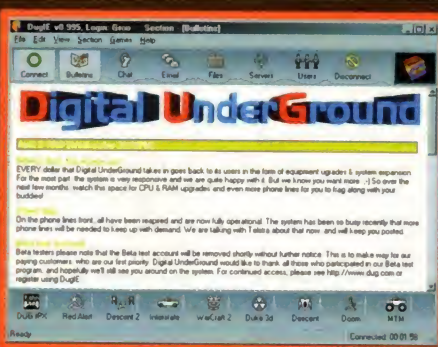 DugIE v0.995, Login: Geno Section [Bulletins]
File Edit View Section Games Help
Connect Bulletins Chat Email Files Servers Users Disconnect
Digital UnderGround
EVERY dollar that Digital UnderGround takes in goes back to its users in the form of equipment ugrades & system expansion.
For the most part the system is very responsive and we are quite happy with it. But we know you want more ;-) So over the
next few months watch this space for CPU & RAM upgrades and even more phone lines for you to frag along with your
buddies!
On the phone lines front, all have been reapired and are now fully operational. The system has been so busy recently that more
phone lines will be needed to keep up with demand. We are talking with Telstra about that now, and will keep you posted.
Beta testers please note that the Beta test account will be removed shortly without further notice. This is to make way for our
paying customers, who are our first priority. Digital UnderGround would like to thank all those who participated in our Beta test
program, and hopefully we'll still see you around on the system. For continued access, please see http://www.dug.com or
register using DugIE.
DUG IPX Red Alert Descent 2 Interstate WarCraft 2 Duke 3d Descent Doom MTM
Ready Connected: 00:01:58